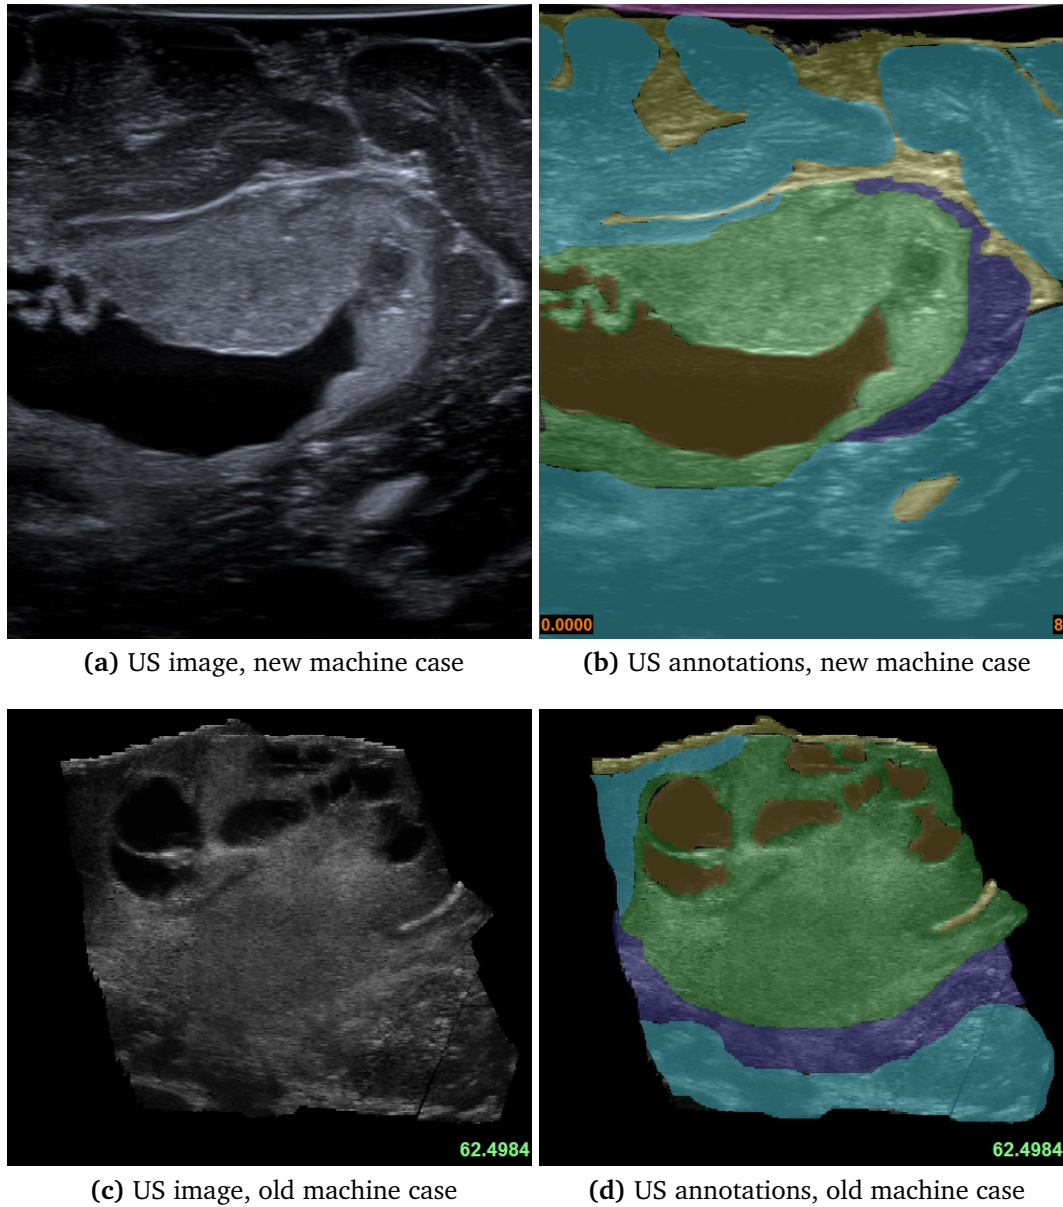 0.0000 8
(a) US image, new machine case (b) US annotations, new machine case
62.4984 62.4984
(c) US image, old machine case (d) US annotations, old machine case